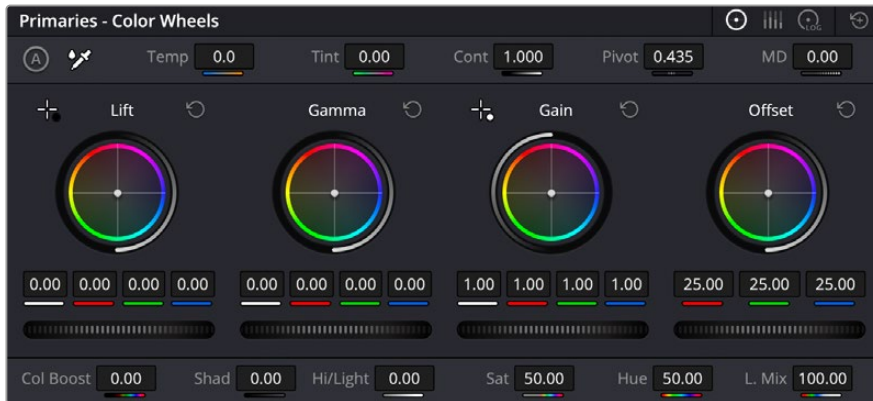 Primaries - Color Wheels
LOG
A Temp 0.0 Tint 0.00 Cont 1.000 Pivot 0.435 MD 0.00
Lift Gamma Gain Offset
0.00 0.00 0.00 0.00 0.00 0.00 0.00 0.00 1.00 1.00 1.00 1.00 25.00 25.00 25.00
Col Boost 0.00 Shad 0.00 Hi/Light 0.00 Sat 50.00 Hue 50.00 L. Mix 100.00